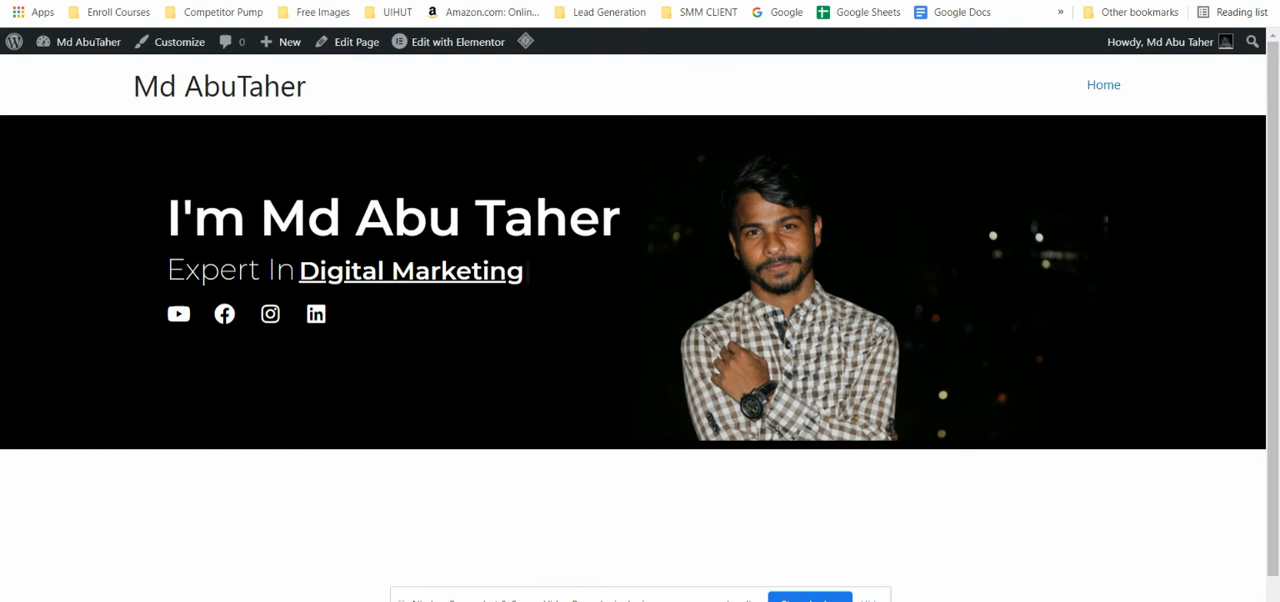 Apps Enroll Courses Competitor Pump Free Images UIHUT Amazon.com: Onlin... Lead Generation SMM CLIENT Google Google Sheets Google Docs » Other bookmarks Reading list
Md AbuTaher Customize 0 New Edit Page Edit with Elementor Howdy, Md Abu Taher
Md AbuTaher Home
I'm Md Abu Taher
Expert In Digital Marketing